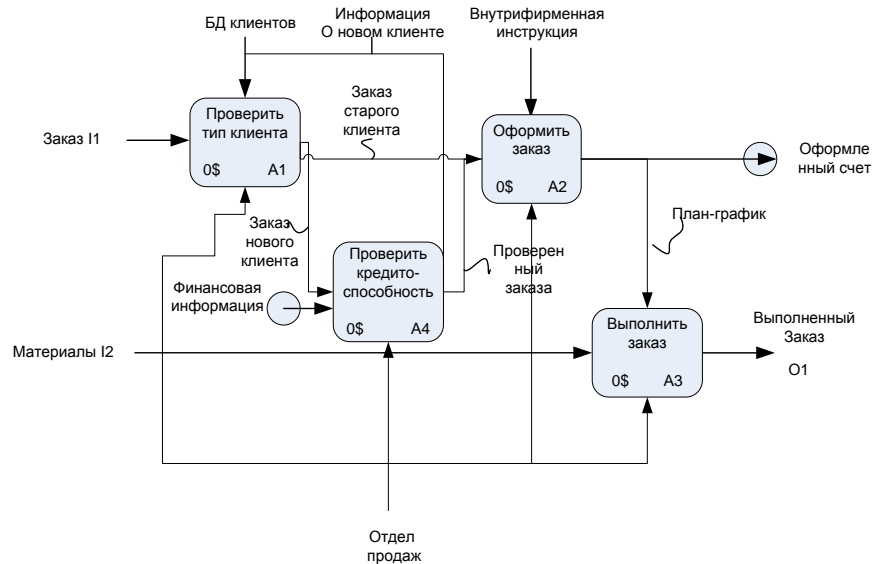 БД клиентов
Информация
О новом клиенте
Внутрифирменная
инструкция
Заказ I1
Проверить
тип клиента
0$ A1
Заказ
старого
клиента
Оформить
заказ
0$ A2
Оформле
нный счет
Заказ
нового
клиента
Финансовая
информация
Проверить
кредито-
способность
0$ A4
Проверен
ный
заказа
План-график
Материалы I2
Выполнить
заказ
0$ A3
Выполненный
Заказ
O1
Отдел
продаж